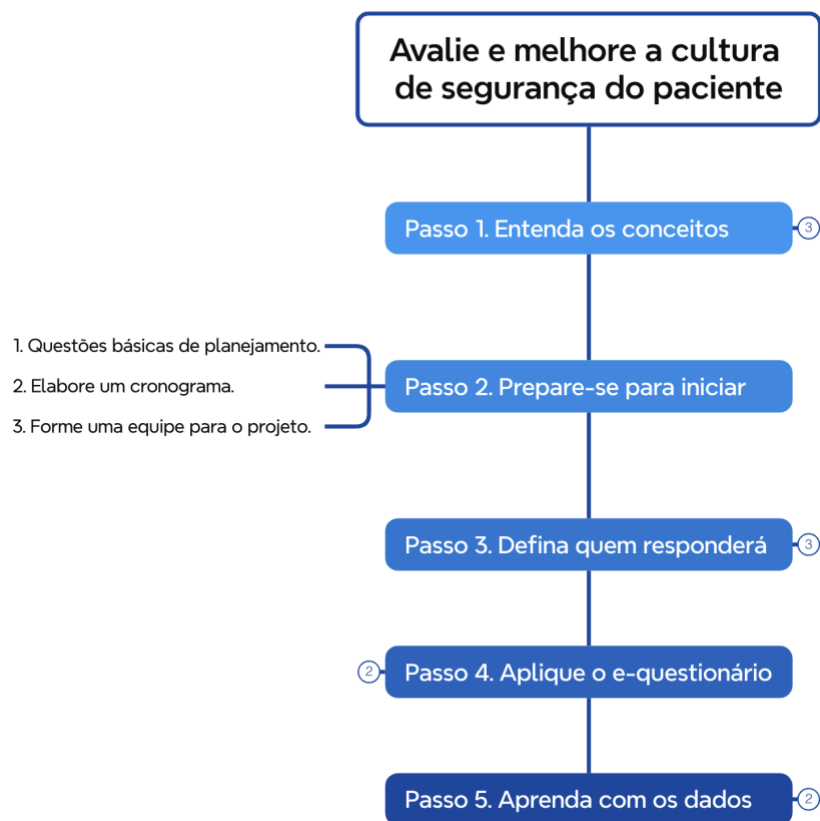 Avalie e melhore a cultura
de segurança do paciente
Passo 1. Entenda os conceitos
3
1. Questões básicas de planejamento.
2. Elabore um cronograma.
3. Forme uma equipe para o projeto.
Passo 2. Prepare-se para iniciar
Passo 3. Defina quem responderá
3
2
Passo 4. Aplique o e-questionário
Passo 5. Aprenda com os dados
2